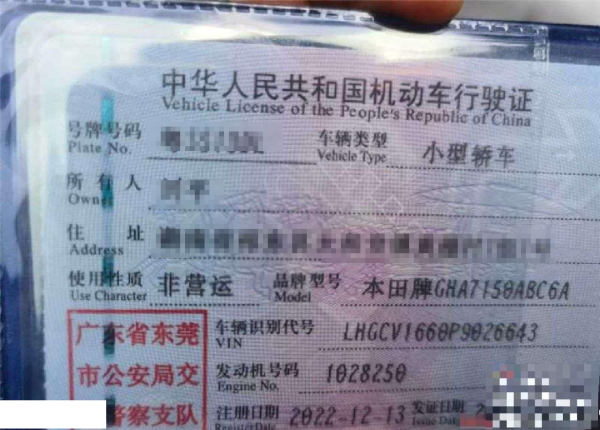 中华人民共和国机动车行驶证
Vehicle License of the People's Republic of China
号牌号码 车辆类型 小型轿车
Plate No. Vehicle Type
所有人
Owner
住址
Address
使用性质 非营运 品牌型号 本田牌GHA7150ABC6A
Use Character Model
广东省东莞 车辆识别代号 LHGCV1660P9026643
VIN
市公安局交 发动机号码 1028250
Engine No.
警察支队 注册日期 2022-12-13 发证日期
Register Date Issue Date